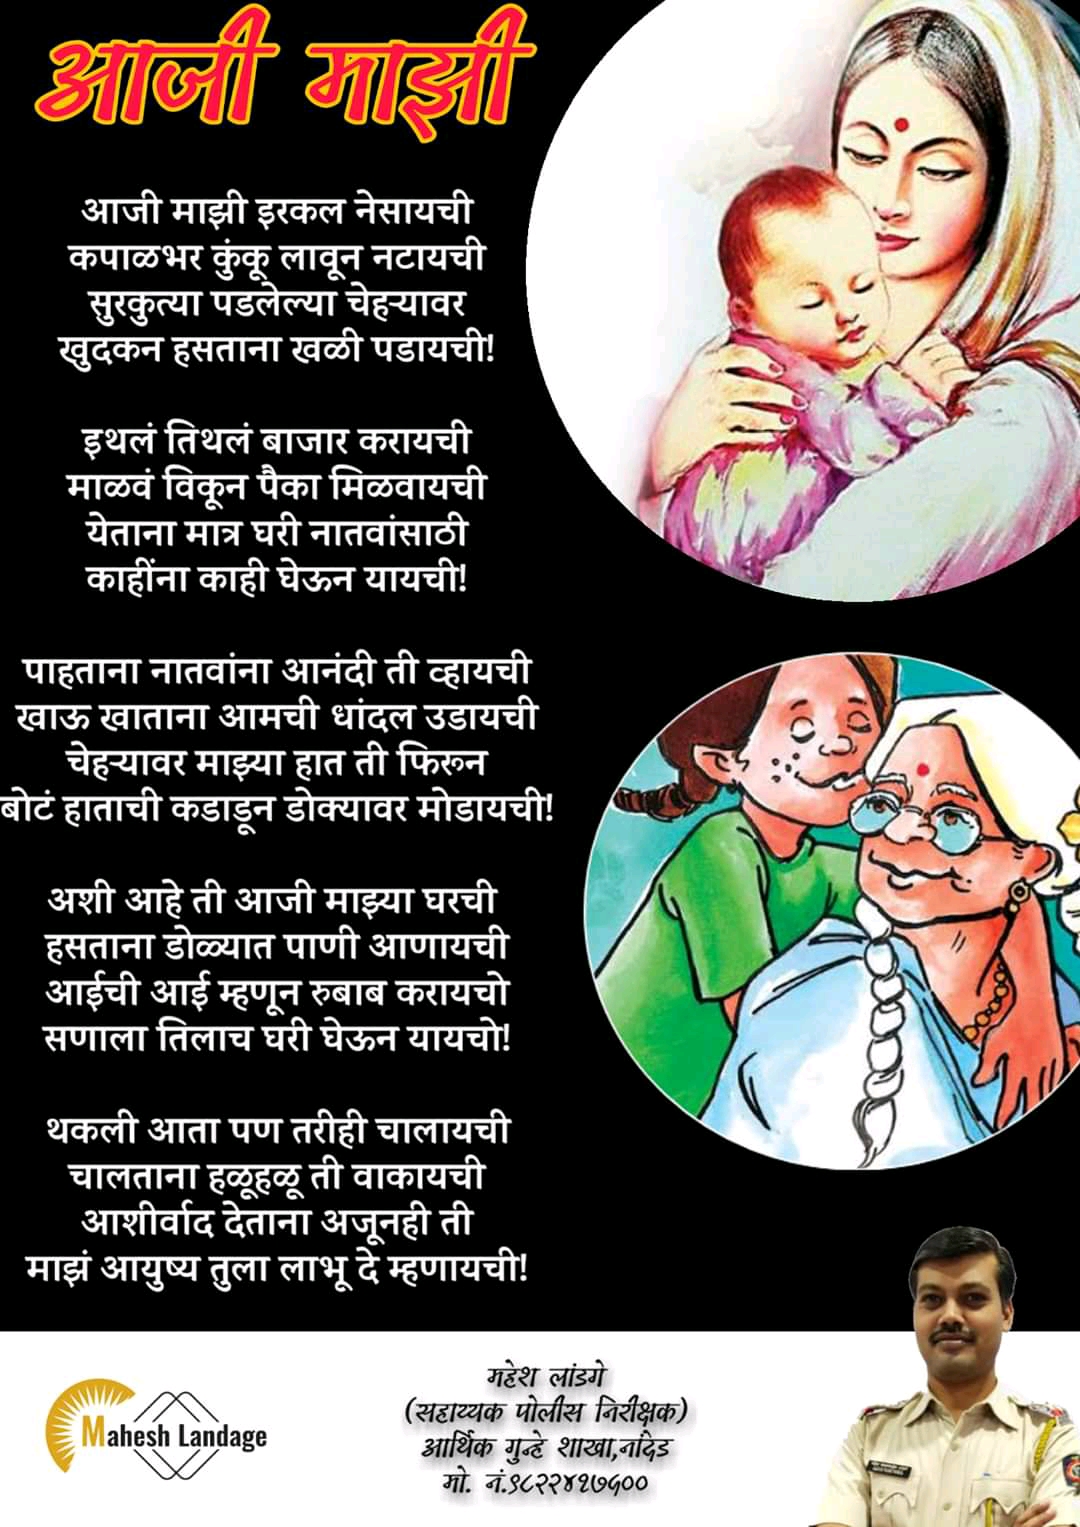 आजी माझी
आजी माझी इरकल नेसायची
कपाळभर कुंकू लावून नटायची
सुरकुत्या पडलेल्या चेहऱ्यावर
खुदकन हसताना खळी पडायची!
इथलं तिथलं बाजार करायची
माळवं विकून पैका मिळवायची
येताना मात्र घरी नातवांसाठी
काहींना काही घेऊन यायची!
पाहताना नातवांना आनंदी ती व्हायची
खाऊ खाताना आमची धांदल उडायची
चेहऱ्यावर माझ्या हात ती फिरून
बोटं हाताची कडाडून डोक्यावर मोडायची!
अशी आहे ती आजी माझ्या घरची
हसताना डोळ्यात पाणी आणायची
आईची आई म्हणून रुबाब करायचो
सणाला तिलाच घरी घेऊन यायचो!
थकली आता पण तरीही चालायची
चालताना हळूहळू ती वाकायची
आशीर्वाद देताना अजूनही ती
माझं आयुष्य तुला लाभू दे म्हणायची!
महेश लांडगे
(सहाय्यक पोलीस निरीक्षक)
आर्थिक गुन्हे शाखा,नांदेड
मो. नं.९८२२४१७५००
Mahesh Landage